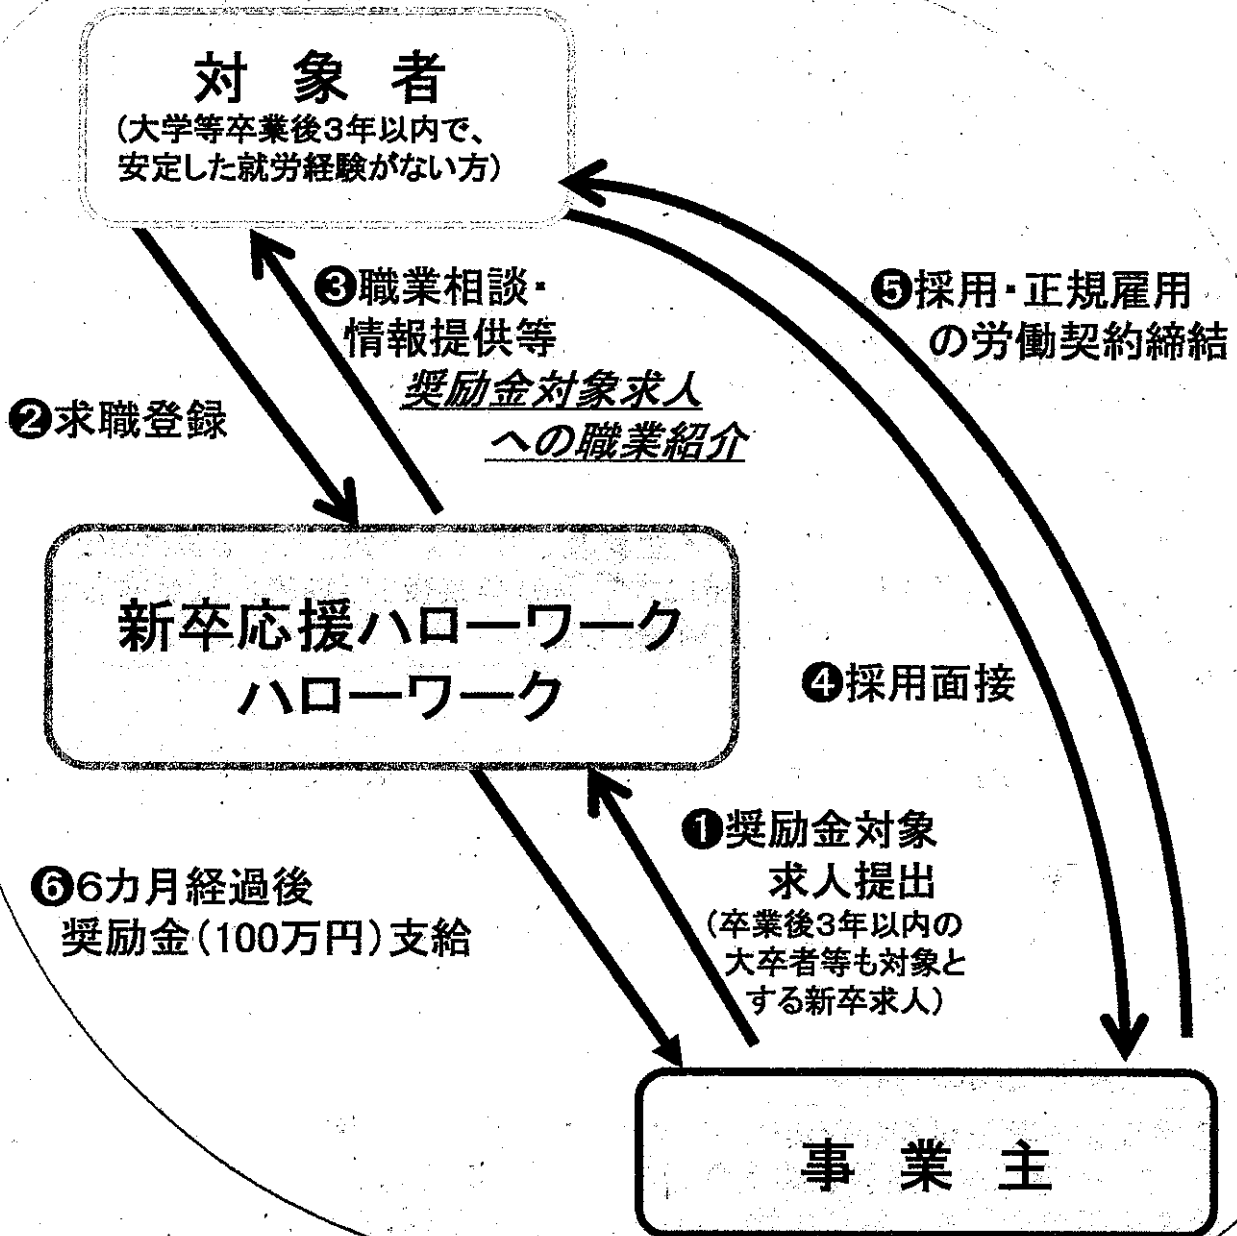 対 象 者
(大学等卒業後3年以内で、
安定した就労経験がない方)
❸職業相談・
情報提供等
奨励金対象求人
への職業紹介
❺採用・正規雇用
の労働契約締結
❷求職登録
新卒応援ハローワーク
ハローワーク
❹採用面接
❶奨励金対象
求人提出
(卒業後3年以内の
大卒者等も対象と
する新卒求人)
❻6カ月経過後
奨励金(100万円)支給
事 業 主